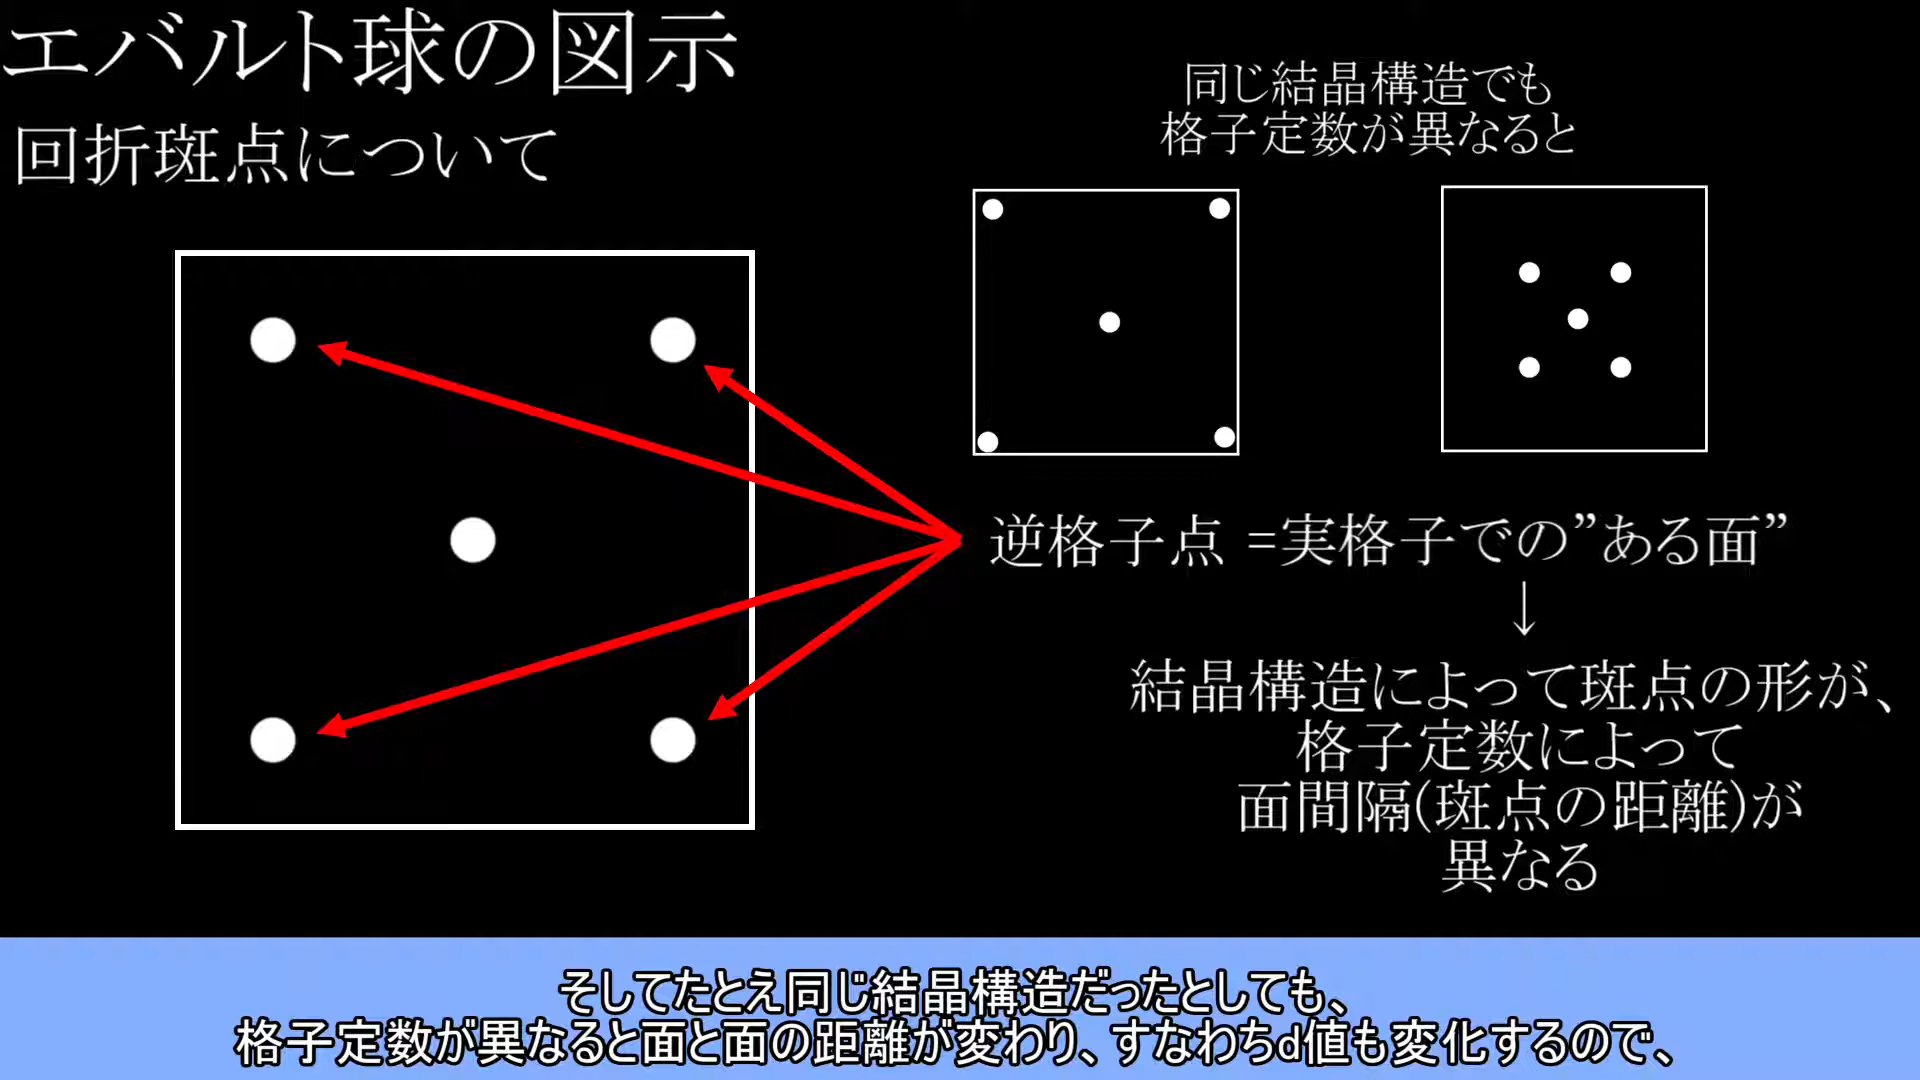 エバルト球の図示
回折斑点について
同じ結晶構造でも
格子定数が異なると
逆格子点 =実格子での”ある面”
↓
結晶構造によって斑点の形が、
格子定数によって
面間隔(斑点の距離)が
異なる
そしてたとえ同じ結晶構造だったとしても、
格子定数が異なると面と面の距離が変わり、すなわちd値も変化するので、